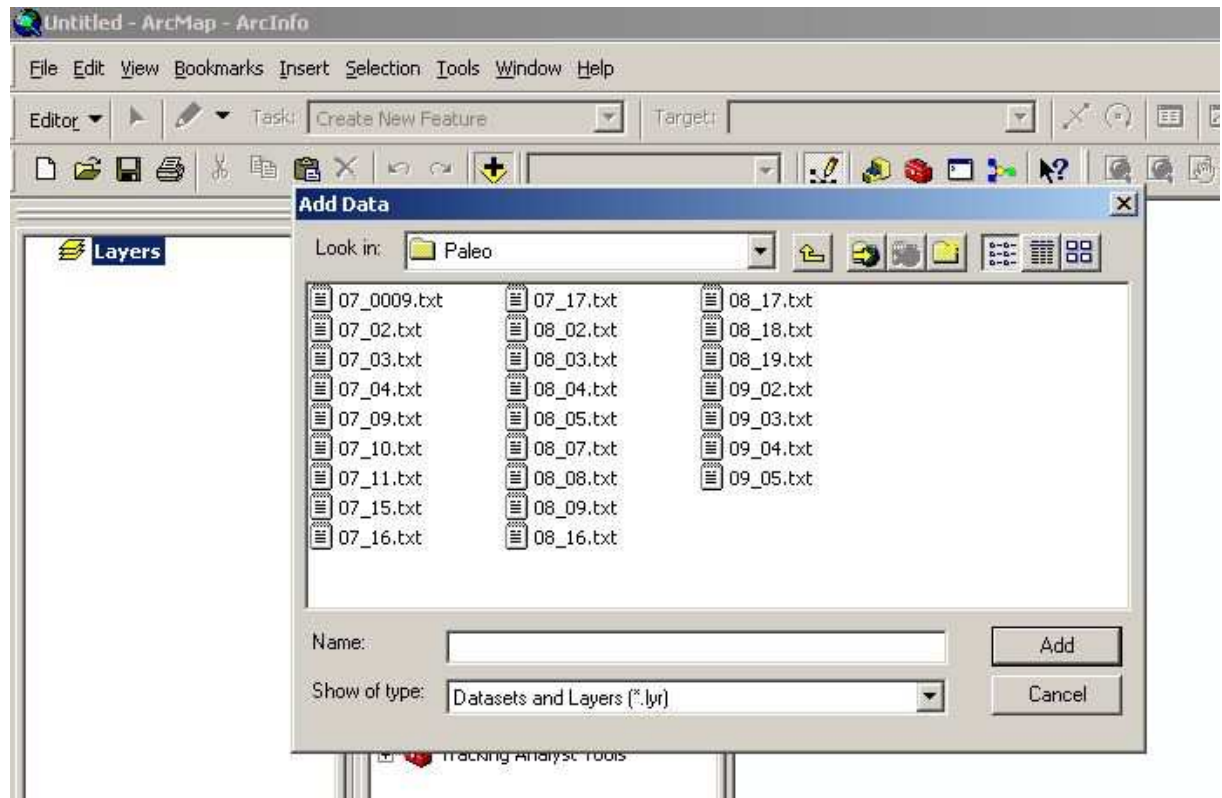 Untitled - ArcMap - ArcInfo
File Edit View Bookmarks Insert Selection Tools Window Help
Editor Task: Create New Feature Target:
Add Data
Layers
Look in: Paleo
07_0009.txt 07_17.txt 08_17.txt
07_02.txt 08_02.txt 08_18.txt
07_03.txt 08_03.txt 08_19.txt
07_04.txt 08_04.txt 09_02.txt
07_09.txt 08_05.txt 09_03.txt
07_10.txt 08_07.txt 09_04.txt
07_11.txt 08_08.txt 09_05.txt
07_15.txt 08_09.txt
07_16.txt 08_16.txt
Name: Add
Show of type: Datasets and Layers (*.lyr) Cancel
Tracking Analyst Tools